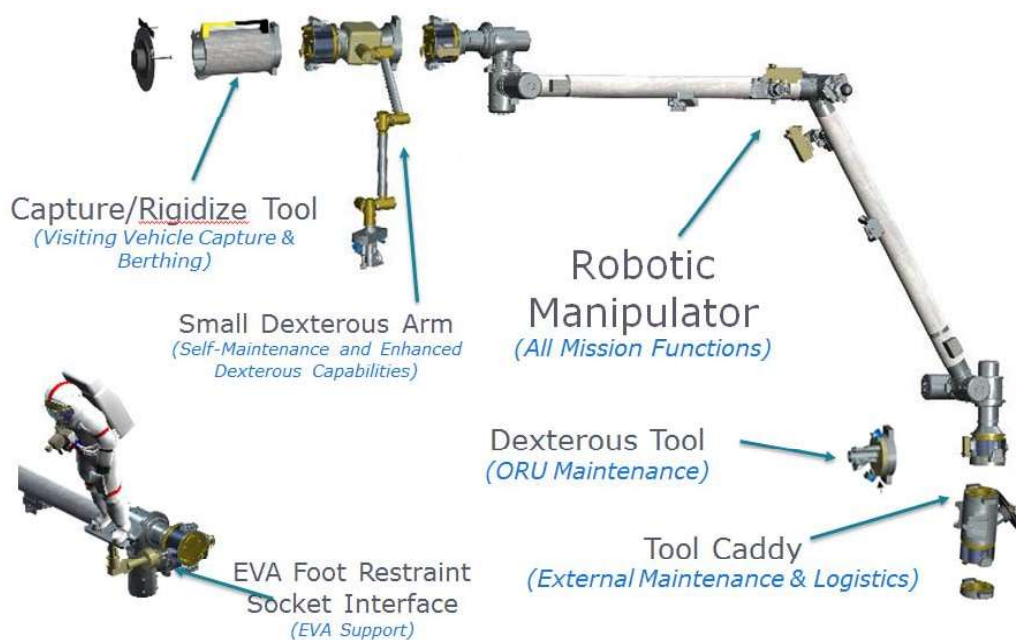 Capture/Rigidize Tool
(Visiting Vehicle Capture &
Berthing)
Small Dexterous Arm
(Self-Maintenance and Enhanced
Dexterous Capabilities)
Robotic
Manipulator
(All Mission Functions)
Dexterous Tool
(ORU Maintenance)
Tool Caddy
(External Maintenance & Logistics)
EVA Foot Restraint
Socket Interface
(EVA Support)